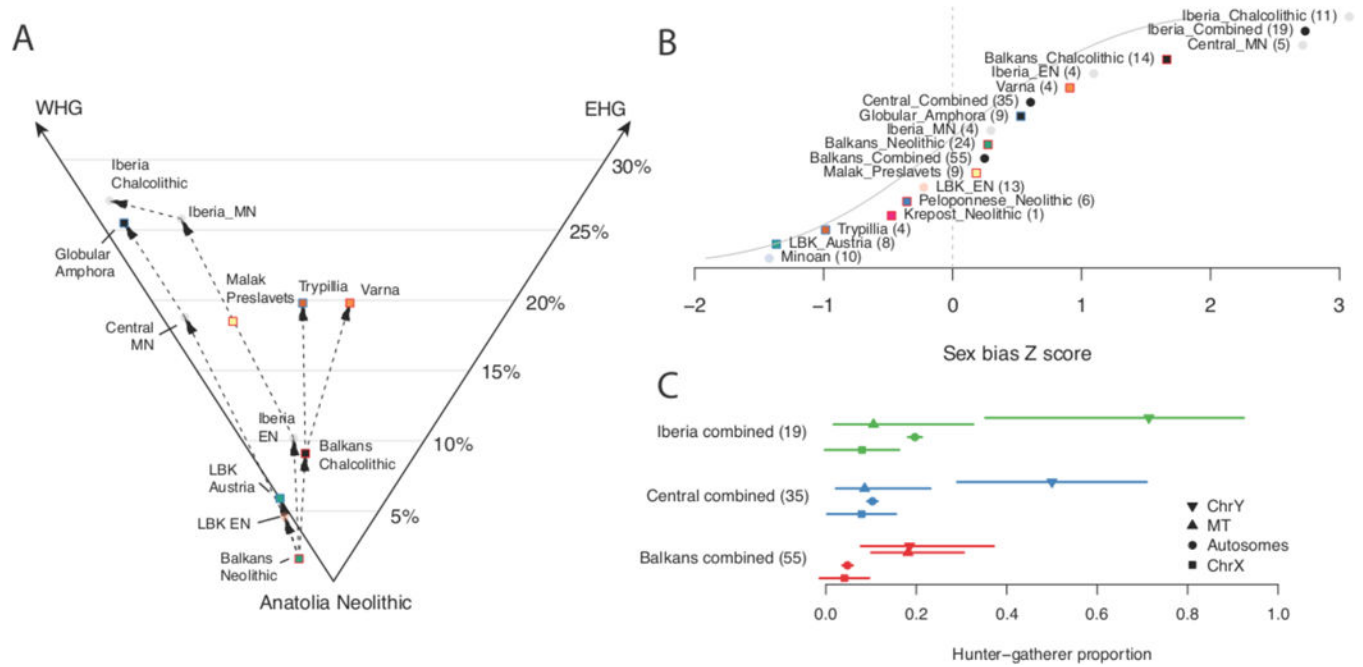 A
WHG
EHG
30%
25%
20%
15%
10%
5%
Iberia
Chalcolithic
Iberia_MN
Globular
Amphora
Malak
Preslavets
Trypillia
Varna
Central
MN
Iberia
EN
Balkans
Chalcolithic
LBK
Austria
LBK EN
Balkans
Neolithic
Anatolia Neolithic
B
Iberia_Chalcolithic (11)
Iberia_Combined (19)
Central_MN (5)
Balkans_Chalcolithic (14)
Iberia_EN (4)
Varna (4)
Central_Combined (35)
Globular_Amphora (9)
Iberia_MN (4)
Balkans_Neolithic (24)
Balkans_Combined (55)
Malak_Preslavets (9)
LBK_EN (13)
Peloponnese_Neolithic (6)
Krepost_Neolithic (1)
Trypillia (4)
LBK_Austria (8)
Minoan (10)
−2 −1 0 1 2 3
Sex bias Z score
C
Iberia combined (19)
Central combined (35)
Balkans combined (55)
ChrY
MT
Autosomes
ChrX
0.0 0.2 0.4 0.6 0.8 1.0
Hunter−gatherer proportion